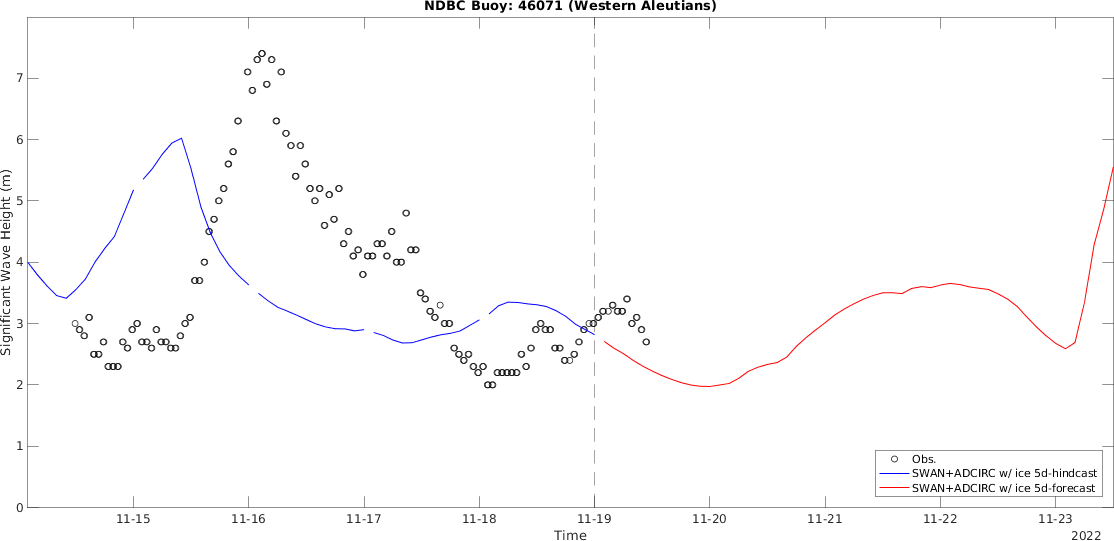 NDBC Buoy: 46071 (Western Aleutians)
Significant Wave Height (m)
7
6
5
4
3
2
1
0
11-15 11-16 11-17 11-18 11-19 11-20 11-21 11-22 11-23
Time
2022
Obs.
SWAN+ADCIRC w/ ice 5d-hindcast
SWAN+ADCIRC w/ ice 5d-forecast